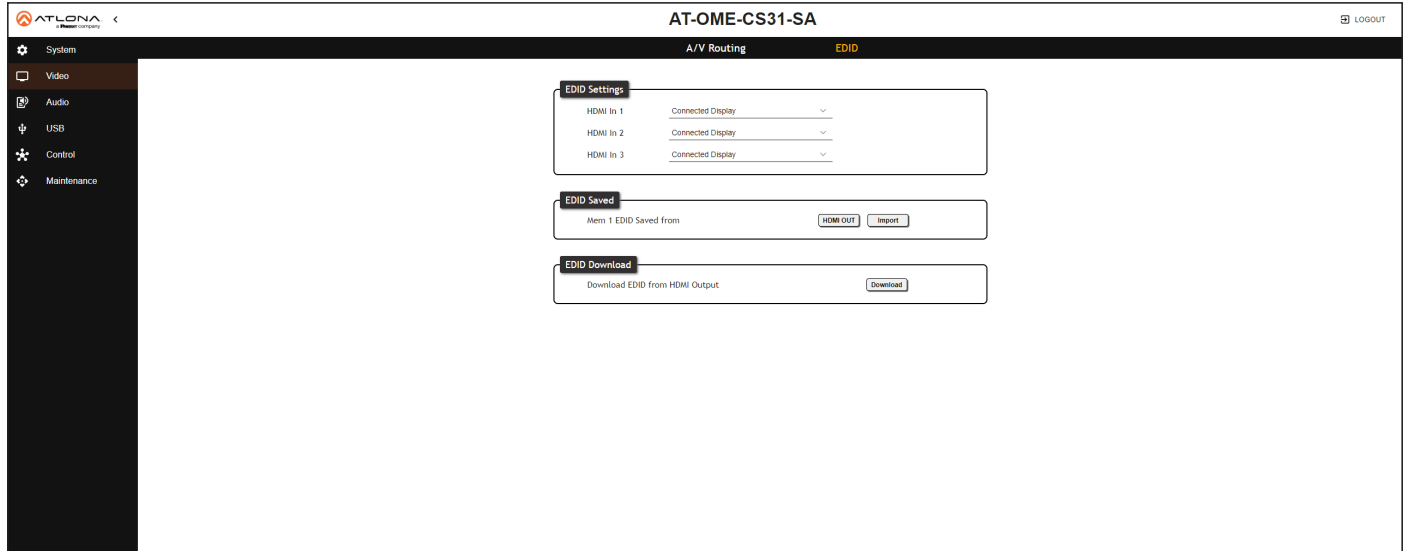 ATLONA
a Panduit company
AT-OME-CS31-SA
LOGOUT
System
A/V Routing
EDID
Video
Audio
USB
Control
Maintenance
EDID Settings
HDMI In 1 Connected Display
HDMI In 2 Connected Display
HDMI In 3 Connected Display
EDID Saved
Mem 1 EDID Saved from HDMI OUT Import
EDID Download
Download EDID from HDMI Output Download